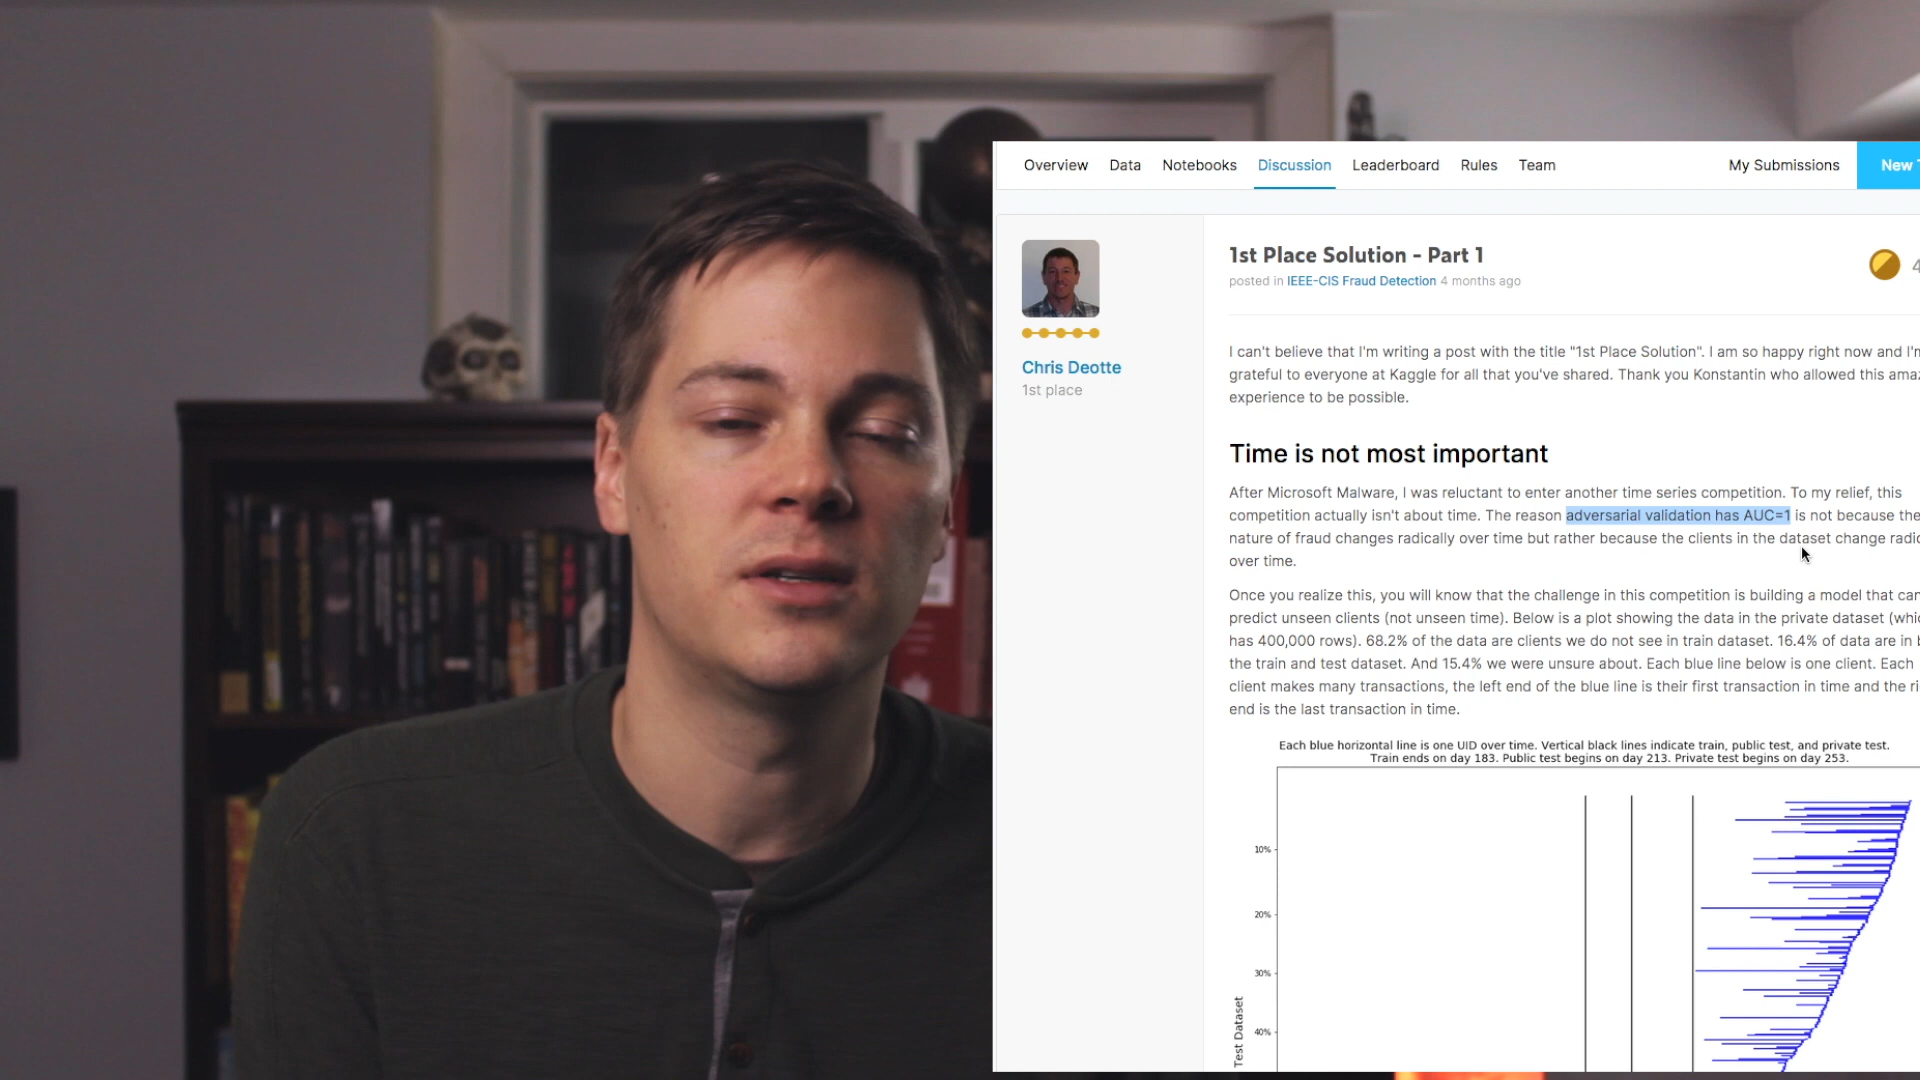 Overview Data Notebooks Discussion Leaderboard Rules Team My Submissions New
1st Place Solution - Part 1
posted in IEEE-CIS Fraud Detection 4 months ago
Chris Deotte
1st place
I can't believe that I'm writing a post with the title "1st Place Solution". I am so happy right now and I'm
grateful to everyone at Kaggle for all that you've shared. Thank you Konstantin who allowed this
experience to be possible.
Time is not most important
After Microsoft Malware, I was reluctant to enter another time series competition. To my relief, this
competition actually isn't about time. The reason adversarial validation has AUC=1 is not because the
nature of fraud changes radically over time but rather because the clients in the dataset change
over time.
Once you realize this, you will know that the challenge in this competition is building a model that can
predict unseen clients (not unseen time). Below is a plot showing the data in the private dataset
has 400,000 rows). 68.2% of the data are clients we do not see in train dataset. 16.4% of data are in
the train and test dataset. And 15.4% we were unsure about. Each blue line below is one client. Each
client makes many transactions, the left end of the blue line is their first transaction in time and the
end is the last transaction in time.
Each blue horizontal line is one UID over time. Vertical black lines indicate train, public test, and private test.
Train ends on day 183. Public test begins on day 213. Private test begins on day 253.
10%
20%
30%
40%
Test Dataset